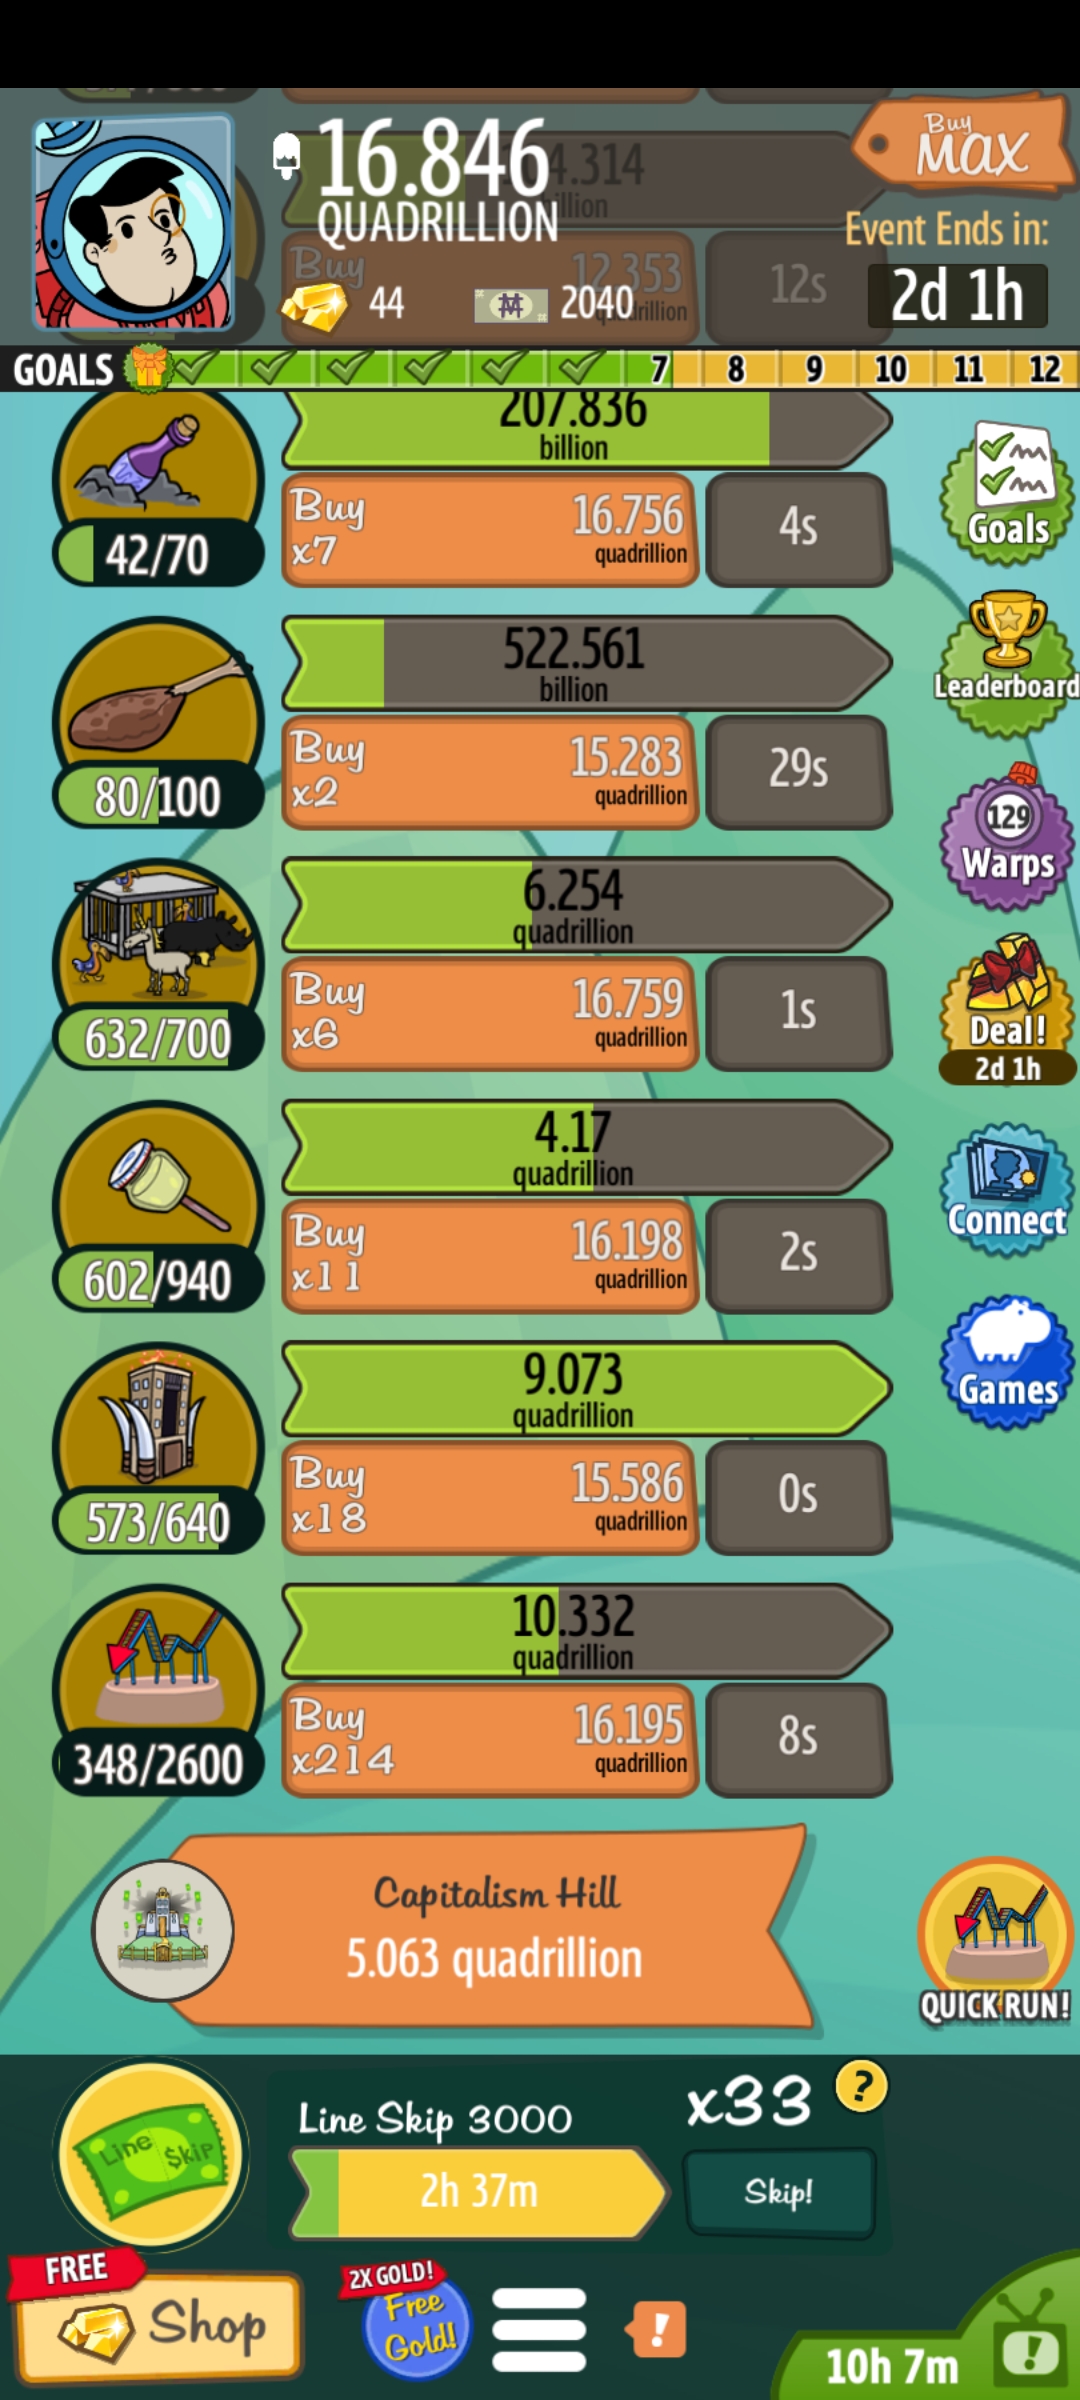 16.846
QUADRILLION
Buy
MAX
Event Ends in:
2d 1h
44
2040
Buy
12.353
12s
GOALS
7
8
9
10
11
12
207.836
billion
42/70
Buy
x7
16.756
quadrillion
4s
Goals
522.561
billion
80/100
Buy
x2
15.283
quadrillion
29s
Leaderboard
129
Warps
6.254
quadrillion
632/700
Buy
x6
16.759
quadrillion
1s
Deal!
2d 1h
4.17
quadrillion
602/940
Buy
x11
16.198
quadrillion
2s
Connect
9.073
quadrillion
573/640
Buy
x18
15.586
quadrillion
0s
Games
10.332
quadrillion
348/2600
Buy
x214
16.195
quadrillion
8s
Capitalism Hill
5.063 quadrillion
QUICK RUN!
Line Skip
Line Skip 3000
x33
?
2h 37m
Skip!
FREE
Shop
2X GOLD!
Free
Gold!
!
10h 7m
!